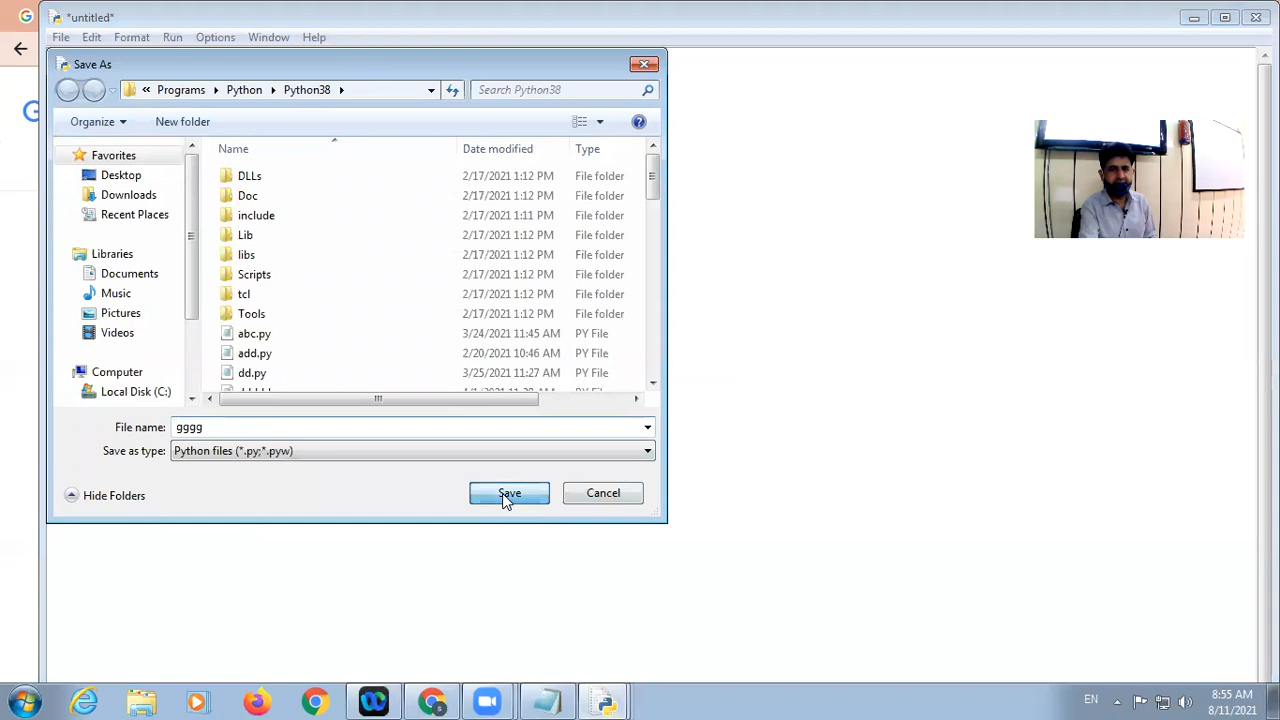 *untitled*
File Edit Format Run Options Window Help
Save As
« Programs Python Python38 Search Python38
Organize New folder
Name Date modified Type
Favorites
Desktop
Downloads
Recent Places
Libraries
Documents
Music
Pictures
Videos
Computer
Local Disk (C:)
DLLs 2/17/2021 1:12 PM File folder
Doc 2/17/2021 1:12 PM File folder
include 2/17/2021 1:11 PM File folder
Lib 2/17/2021 1:12 PM File folder
libs 2/17/2021 1:12 PM File folder
Scripts 2/17/2021 1:12 PM File folder
tcl 2/17/2021 1:12 PM File folder
Tools 2/17/2021 1:12 PM File folder
abc.py 3/24/2021 11:45 AM PY File
add.py 2/20/2021 10:46 AM PY File
dd.py 3/25/2021 11:27 AM PY File
File name: gggg
Save as type: Python files (*.py;*.pyw)
Hide Folders Save Cancel
EN
8:55 AM
8/11/2021